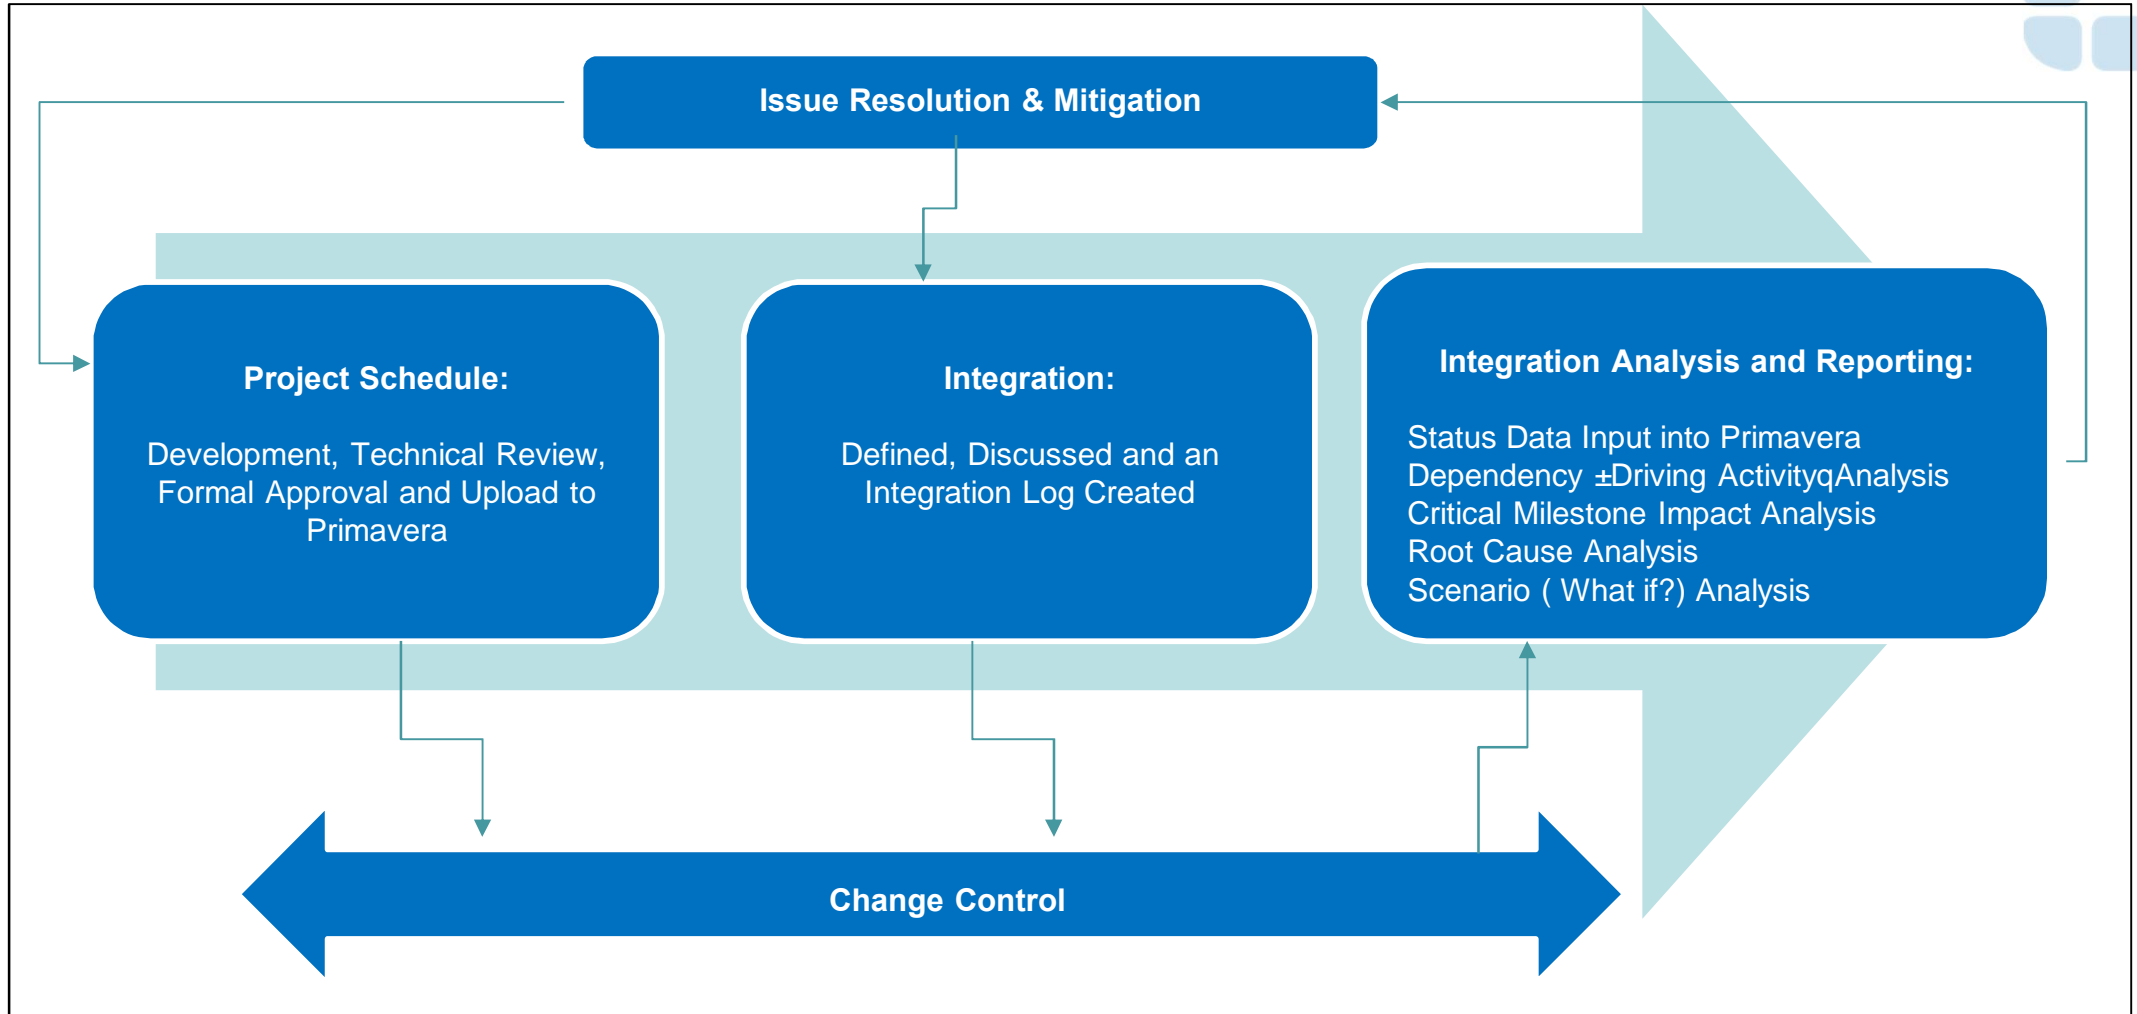 Issue Resolution & Mitigation
Project Schedule:
Development, Technical Review,
Formal Approval and Upload to
Primavera
Integration:
Defined, Discussed and an
Integration Log Created
Integration Analysis and Reporting:
Status Data Input into Primavera
Dependency ±Driving ActivityqAnalysis
Critical Milestone Impact Analysis
Root Cause Analysis
Scenario ( What if?) Analysis
Change Control